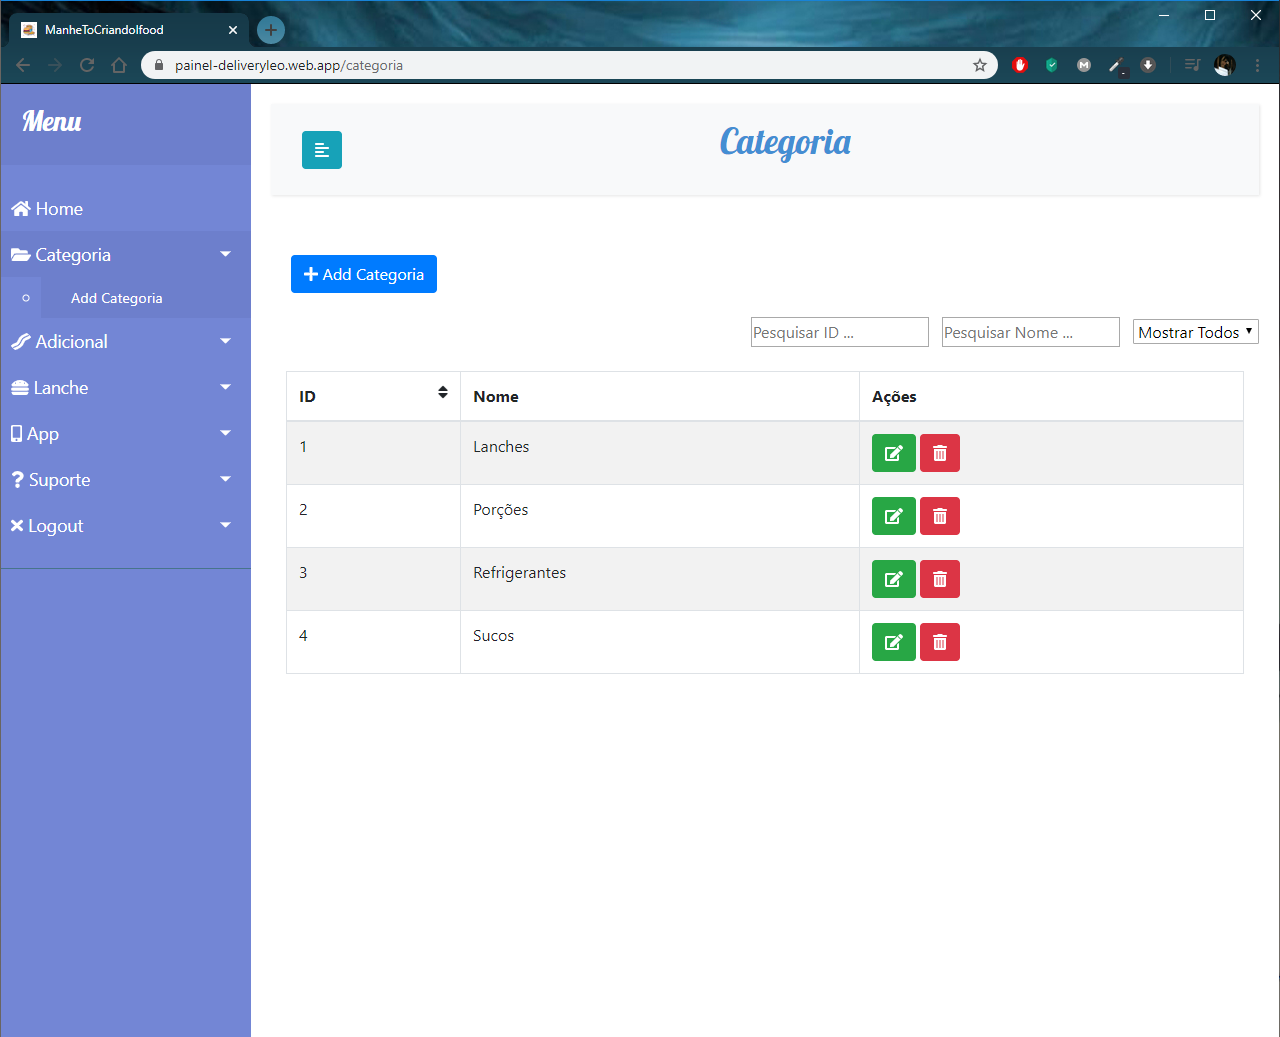 ManheToCriandoIfood
painel-deliveryleo.web.app/categoria
Menu
Categoria
Home
Categoria
Add Categoria
Adicional
Lanche
App
Suporte
Logout
Add Categoria
Pesquisar ID ...
Pesquisar Nome ...
Mostrar Todos
ID
Nome
Ações
1
Lanches
2
Porções
3
Refrigerantes
4
Sucos